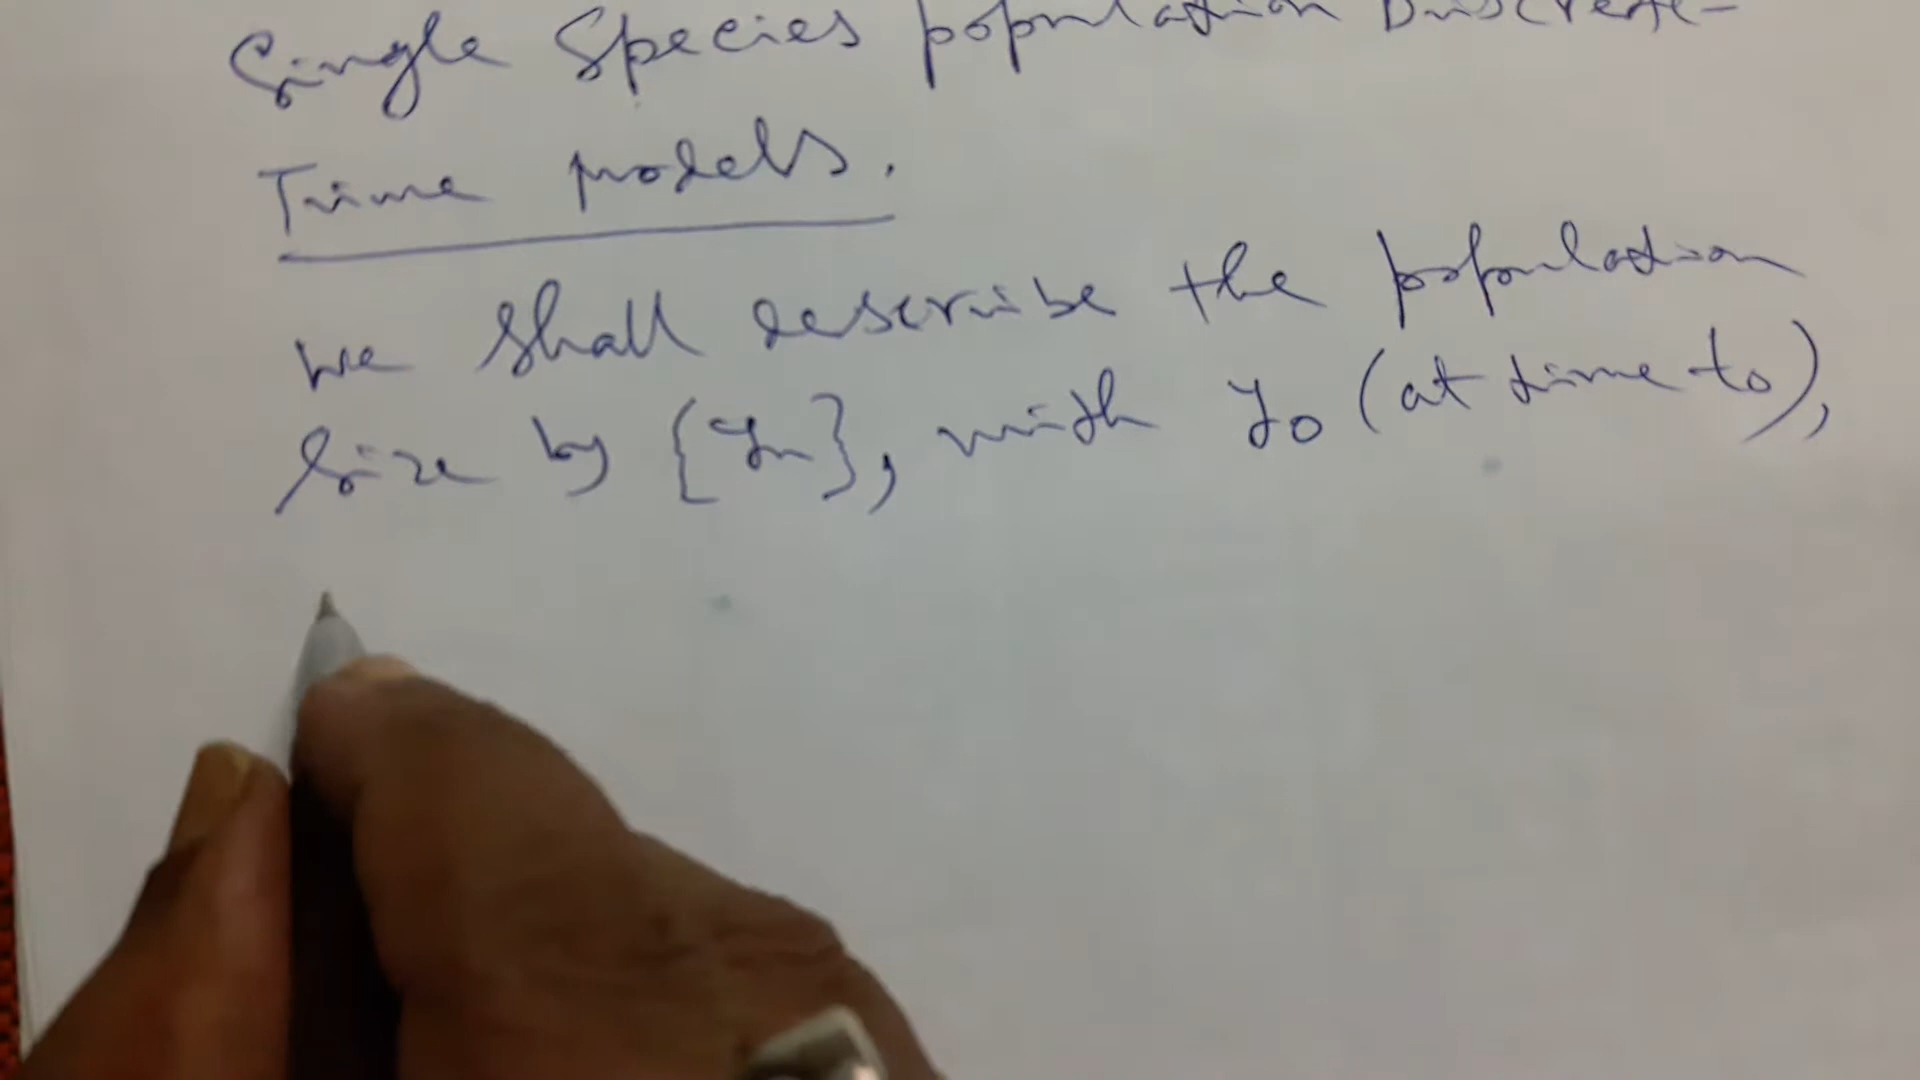 Single Species population Discrete-
Time models.
We shall describe the population
size by {yn}, with y0 (at time t0),